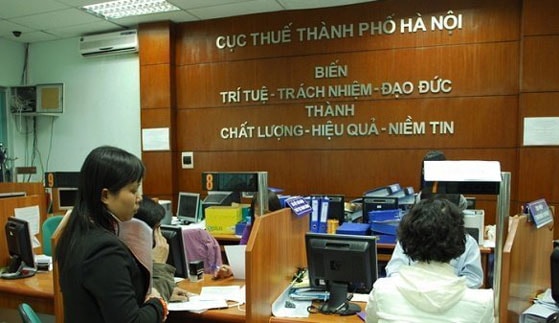 CỤC THUẾ THÀNH PHỐ HÀ NỘI
BIẾN
TRÍ TUỆ - TRÁCH NHIỆM - ĐẠO ĐỨC
THÀNH
CHẤT LƯỢNG - HIỆU QUẢ - NIỀM TIN
8